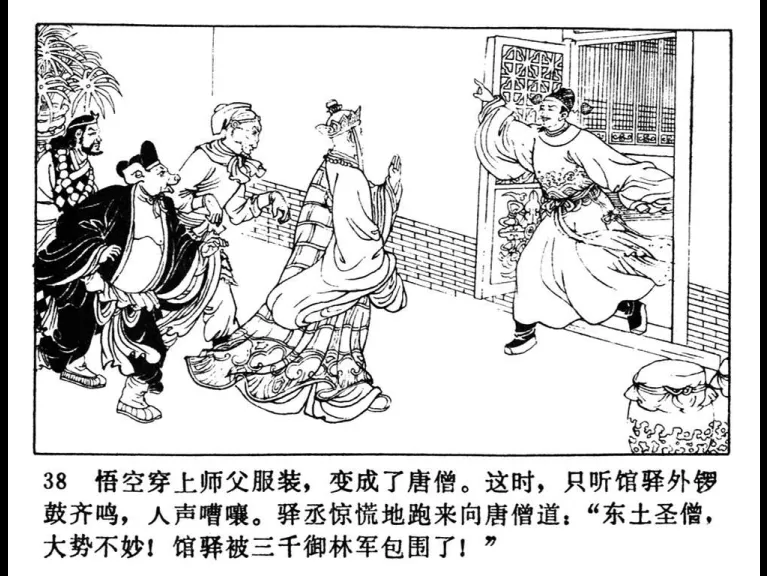 38 悟空穿上师父服装，变成了唐僧。这时，只听馆驿外锣
鼓齐鸣，人声嘈嚷。驿丞惊慌地跑来向唐僧道：“东土圣僧，
大势不妙！馆驿被三千御林军包围了！”